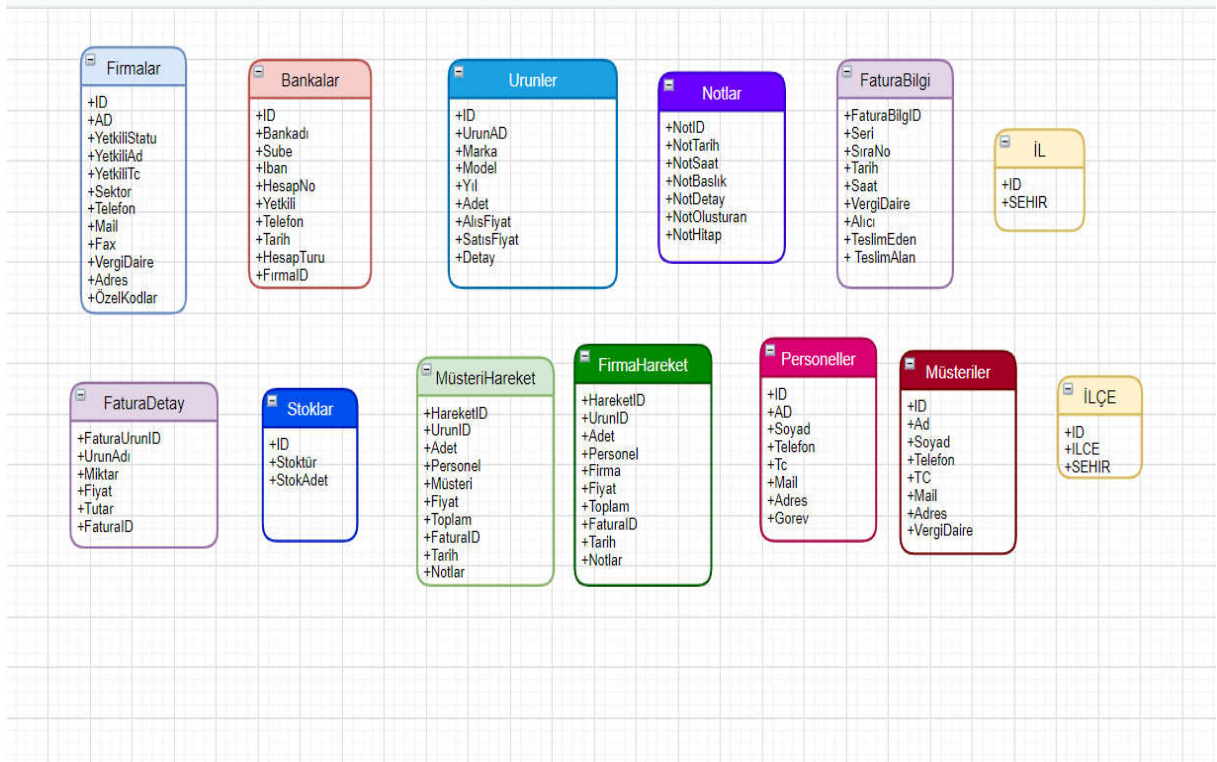 Firmalar
+ID
+AD
+YetkiliStatu
+YetkiliAd
+YetkiliTc
+Sektor
+Telefon
+Mail
+Fax
+VergiDaire
+Adres
+ÖzelKodlar
Bankalar
+ID
+Bankadı
+Sube
+Iban
+HesapNo
+Yetkili
+Telefon
+Tarih
+HesapTuru
+FırmaID
Urunler
+ID
+UrunAD
+Marka
+Model
+Yıl
+Adet
+AlısFiyat
+SatısFiyat
+Detay
Notlar
+NotID
+NotTarih
+NotSaat
+NotBaslık
+NotDetay
+NotOlusturan
+NotHitap
FaturaBilgi
+FaturaBilgID
+Seri
+SıraNo
+Tarih
+Saat
+VergiDaire
+Alıcı
+TeslimEden
+ TeslimAlan
İL
+ID
+SEHIR
FaturaDetay
+FaturaUrunID
+UrunAdı
+Miktar
+Fiyat
+Tutar
+FaturaID
Stoklar
+ID
+Stoktür
+StokAdet
MüsteriHareket
+HareketID
+UrunID
+Adet
+Personel
+Müsteri
+Fiyat
+Toplam
+FaturaID
+Tarih
+Notlar
FirmaHareket
+HareketID
+UrunID
+Adet
+Personel
+Firma
+Fiyat
+Toplam
+FaturaID
+Tarih
+Notlar
Personeller
+ID
+AD
+Soyad
+Telefon
+Tc
+Mail
+Adres
+Gorev
Müsteriler
+ID
+Ad
+Soyad
+Telefon
+TC
+Mail
+Adres
+VergiDaire
İLÇE
+ID
+ILCE
+SEHIR